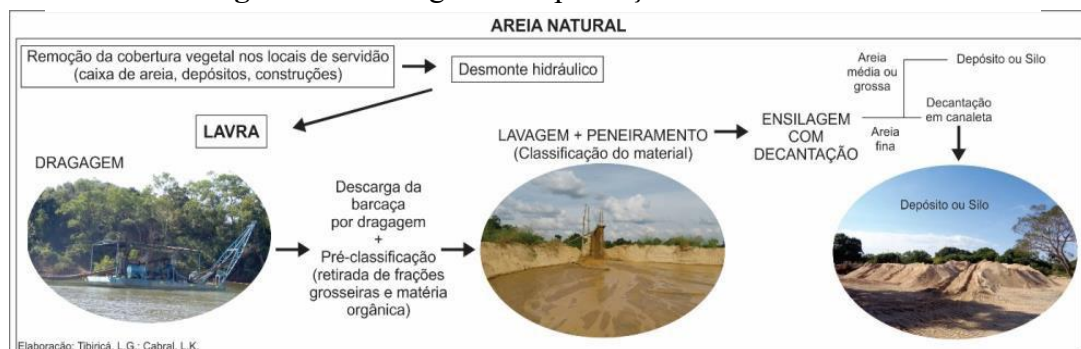 AREIA NATURAL
Remoção da cobertura vegetal nos locais de servidão
(caixa de areia, depósitos, construções)
Desmonte hidráulico
LAVRA
DRAGAGEM
Descarga da
barcaça
por dragagem
+
Pré-classificação
(retirada de frações
grosseiras e matéria
orgânica)
LAVAGEM + PENEIRAMENTO
(Classificação do material)
ENSILAGEM
COM
DECANTAÇÃO
Areia
média ou
grossa
Depósito ou Silo
Areia
fina
Decantação
em canaleta
Depósito ou Silo
Elaboração: Tibiriçá, L.G.; Cabral, L.K.